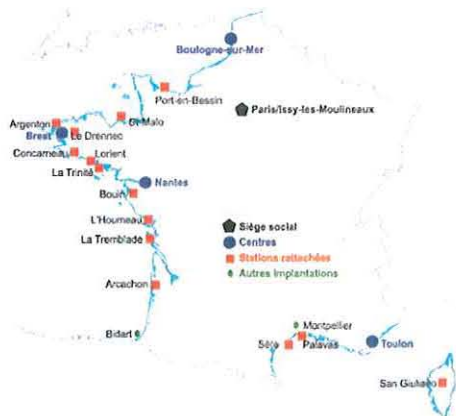 Boulogne-sur-Mer
Port-en-Bessin
Paris/Issy-les-Moulineaux
St-Malo
Argenton
Brest
Le Drennec
Concarneau
Lorient
La Trinité
Nantes
Bouin
L'Houmeau
La Tremblade
Siège social
Centres
Stations rattachées
Autres Implantations
Arcachon
Bidart
Montpellier
Sète
Palavas
Toulon
San Giuliano